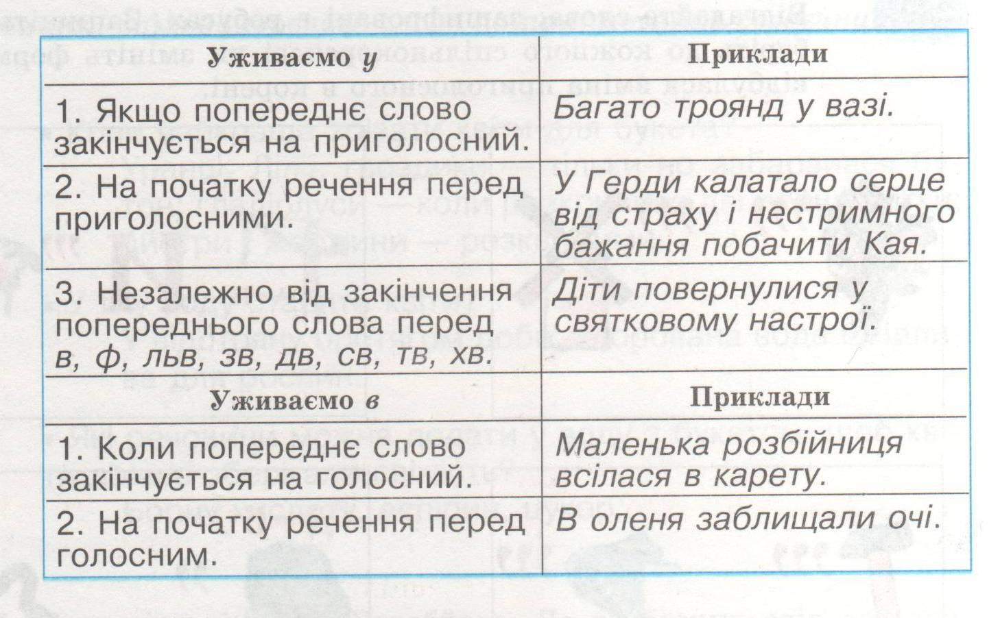 Уживаємо у
Приклади
1. Якщо попереднє слово
закінчується на приголосний.
Багато троянд у вазі.
2. На початку речення перед
приголосними.
У Герди калатало серце
від страху і нестримного
бажання побачити Кая.
3. Незалежно від закінчення
попереднього слова перед
в, ф, льв, зв, дв, св, тв, хв.
Діти повернулися у
святковому настрої.
Уживаємо в
Приклади
1. Коли попереднє слово
закінчується на голосний.
Маленька розбійниця
всілася в карету.
2. На початку речення перед
голосним.
В оленя заблищали очі.